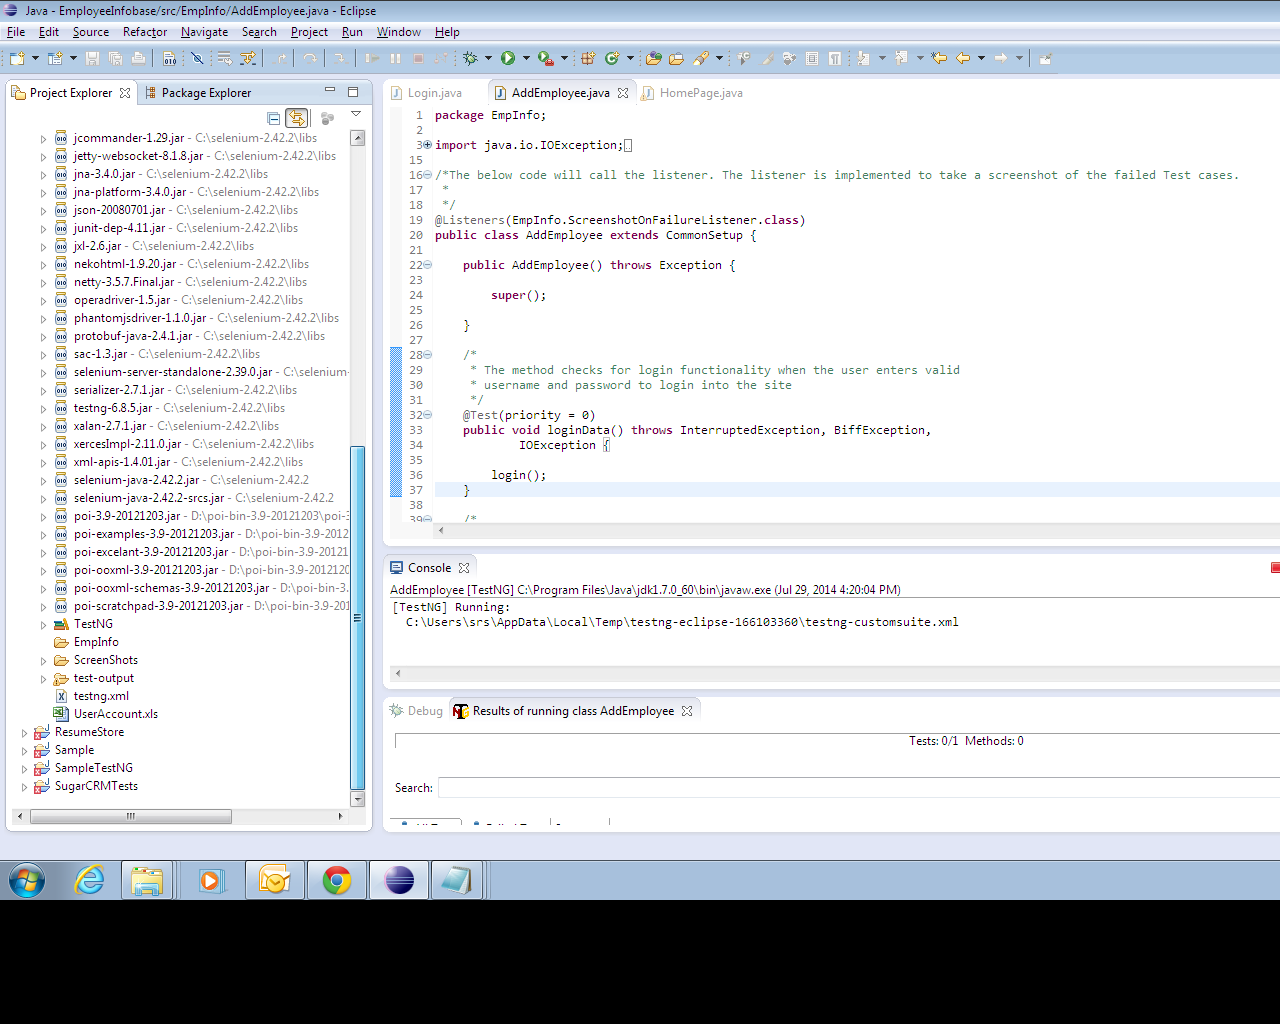 Java - EmployeeInfobase/src/EmpInfo/AddEmployee.java - Eclipse
File Edit Source Refactor Navigate Search Project Run Window Help
Project Explorer Package Explorer
jcommander-1.29.jar - C:\selenium-2.42.2\libs
jetty-websocket-8.1.8.jar - C:\selenium-2.42.2\libs
jna-3.4.0.jar - C:\selenium-2.42.2\libs
jna-platform-3.4.0.jar - C:\selenium-2.42.2\libs
json-20080701.jar - C:\selenium-2.42.2\libs
junit-dep-4.11.jar - C:\selenium-2.42.2\libs
jxl-2.6.jar - C:\selenium-2.42.2\libs
nekohtml-1.9.20.jar - C:\selenium-2.42.2\libs
netty-3.5.7.Final.jar - C:\selenium-2.42.2\libs
operadriver-1.5.jar - C:\selenium-2.42.2\libs
phantomjsdriver-1.1.0.jar - C:\selenium-2.42.2\libs
protobuf-java-2.4.1.jar - C:\selenium-2.42.2\libs
sac-1.3.jar - C:\selenium-2.42.2\libs
selenium-server-standalone-2.39.0.jar - C:\selenium-
serializer-2.7.1.jar - C:\selenium-2.42.2\libs
testng-6.8.5.jar - C:\selenium-2.42.2\libs
xalan-2.7.1.jar - C:\selenium-2.42.2\libs
xercesImpl-2.11.0.jar - C:\selenium-2.42.2\libs
xml-apis-1.4.01.jar - C:\selenium-2.42.2\libs
selenium-java-2.42.2.jar - C:\selenium-2.42.2
selenium-java-2.42.2-srcs.jar - C:\selenium-2.42.2
poi-3.9-20121203.jar - D:\poi-bin-3.9-20121203\poi-3
poi-examples-3.9-20121203.jar - D:\poi-bin-3.9-2012
poi-excelant-3.9-20121203.jar - D:\poi-bin-3.9-20121
poi-ooxml-3.9-20121203.jar - D:\poi-bin-3.9-2012120
poi-ooxml-schemas-3.9-20121203.jar - D:\poi-bin-3.
poi-scratchpad-3.9-20121203.jar - D:\poi-bin-3.9-201
TestNG
EmpInfo
ScreenShots
test-output
testng.xml
UserAccount.xls
ResumeStore
Sample
SampleTestNG
SugarCRMTests
Login.java AddEmployee.java HomePage.java
1 package EmpInfo;
2
3 import java.io.IOException;
15
16 /*The below code will call the listener. The listener is implemented to take a screenshot of the failed Test cases.
17 *
18 */
19 @Listeners(EmpInfo.ScreenshotOnFailureListener.class)
20 public class AddEmployee extends CommonSetup {
21
22 public AddEmployee() throws Exception {
23
24 super();
25
26 }
27
28 /*
29 * The method checks for login functionality when the user enters valid
30 * username and password to login into the site
31 */
32 @Test(priority = 0)
33 public void loginData() throws InterruptedException, BiffException,
34 IOException {
35
36 login();
37 }
38
39 /*
Console
AddEmployee [TestNG] C:\Program Files\Java\jdk1.7.0_60\bin\javaw.exe (Jul 29, 2014 4:20:04 PM)
[TestNG] Running:
C:\Users\srs\AppData\Local\Temp\testng-eclipse-166103360\testng-customsuite.xml
Debug Results of running class AddEmployee
Tests: 0/1 Methods: 0
Search: